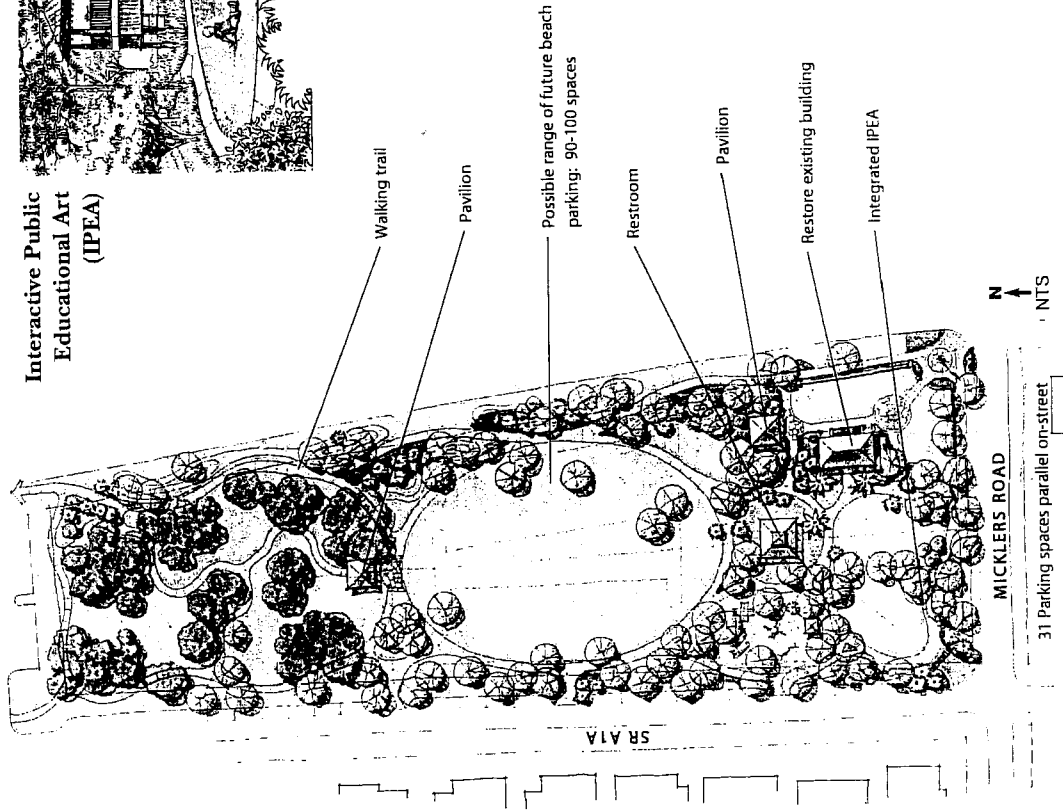 Interactive Public
Educational Art
(IPEA)
Walking trail
Pavilion
Possible range of future beach
parking: 90-100 spaces
Restroom
Pavilion
Restore existing building
Integrated IPEA
N
NTS
MICKLERS ROAD
31 Parking spaces parallel on-street
SR A1A